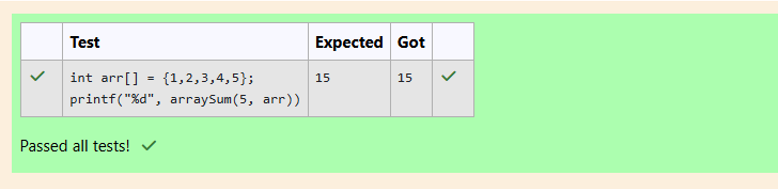 Test Expected Got
int arr[] = {1,2,3,4,5}; 15 15
printf("%d", arraySum(5, arr))
Passed all tests!